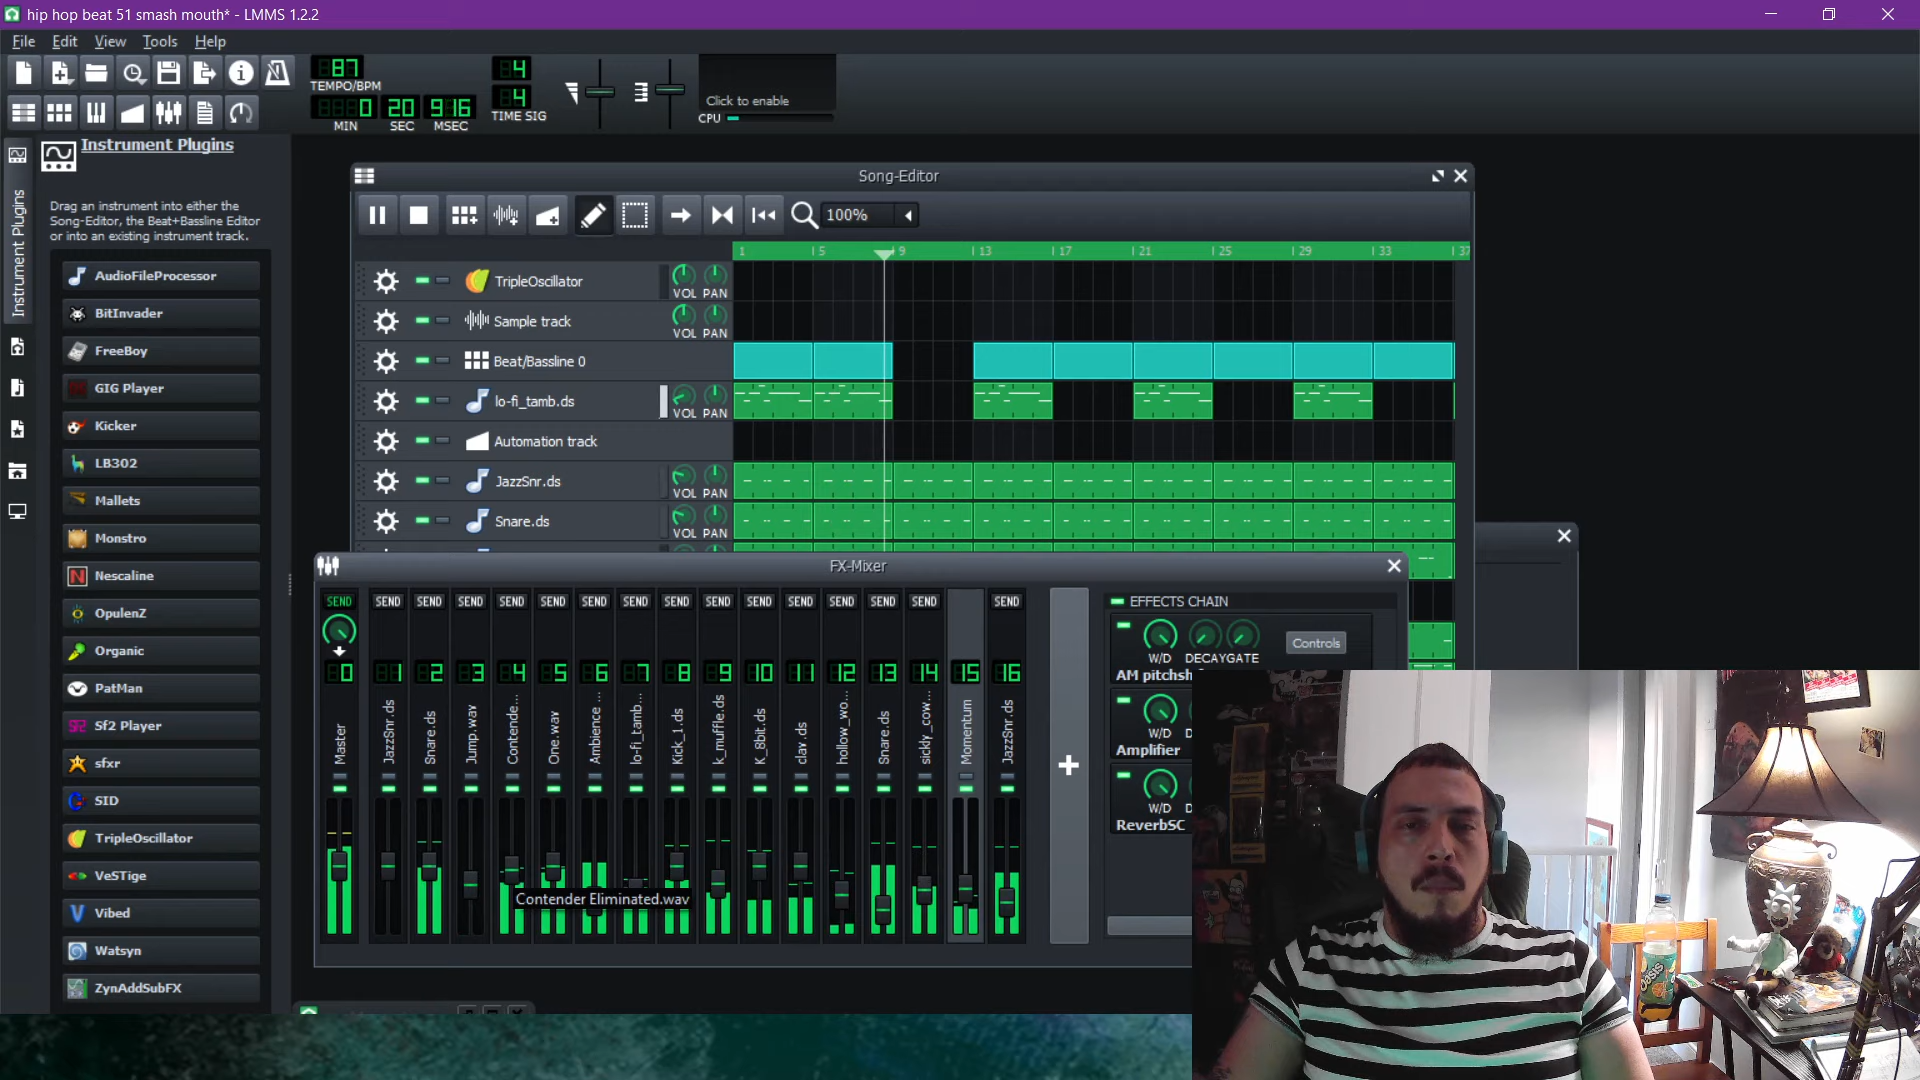 hip hop beat 51 smash mouth* - LMMS 1.2.2
File Edit View Tools Help
87
TEMPO/BPM
0 20 916
MIN SEC MSEC
4
4
TIME SIG
Click to enable
CPU
Instrument Plugins
Instrument Plugins
Drag an instrument into either the
Song-Editor, the Beat+Bassline Editor
or into an existing instrument track.
AudioFileProcessor
BitInvader
FreeBoy
GIG Player
Kicker
LB302
Mallets
Monstro
Nescaline
OpulenZ
Organic
PatMan
Sf2 Player
sfxr
SID
TripleOscillator
VeSTige
Vibed
Watsyn
ZynAddSubFX
Song-Editor
100%
1 5 9 13 17 21 25 29 33 37
TripleOscillator VOL PAN
Sample track VOL PAN
Beat/Bassline 0
lo-fi_tamb.ds VOL PAN
Automation track
JazzSnr.ds VOL PAN
Snare.ds VOL PAN
FX-Mixer
SEND SEND SEND SEND SEND SEND SEND SEND SEND SEND SEND SEND SEND SEND SEND SEND
0 1 2 3 4 5 6 7 8 9 10 11 12 13 14 15 16
Master
JazzSnr.ds
Snare.ds
Jump.wav
Contende...
One.wav
Ambience ...
lo-fi_tamb...
Kick_1.ds
k_muffle.ds
K_8bit.ds
clav.ds
hollow_wo...
Snare.ds
sickly_cow...
Momentum
JazzSnr.ds
Contender Eliminated.wav
EFFECTS CHAIN
W/D DECAY GATE Controls
AM pitchsh
W/D
Amplifier
W/D
ReverbSC
OASIS